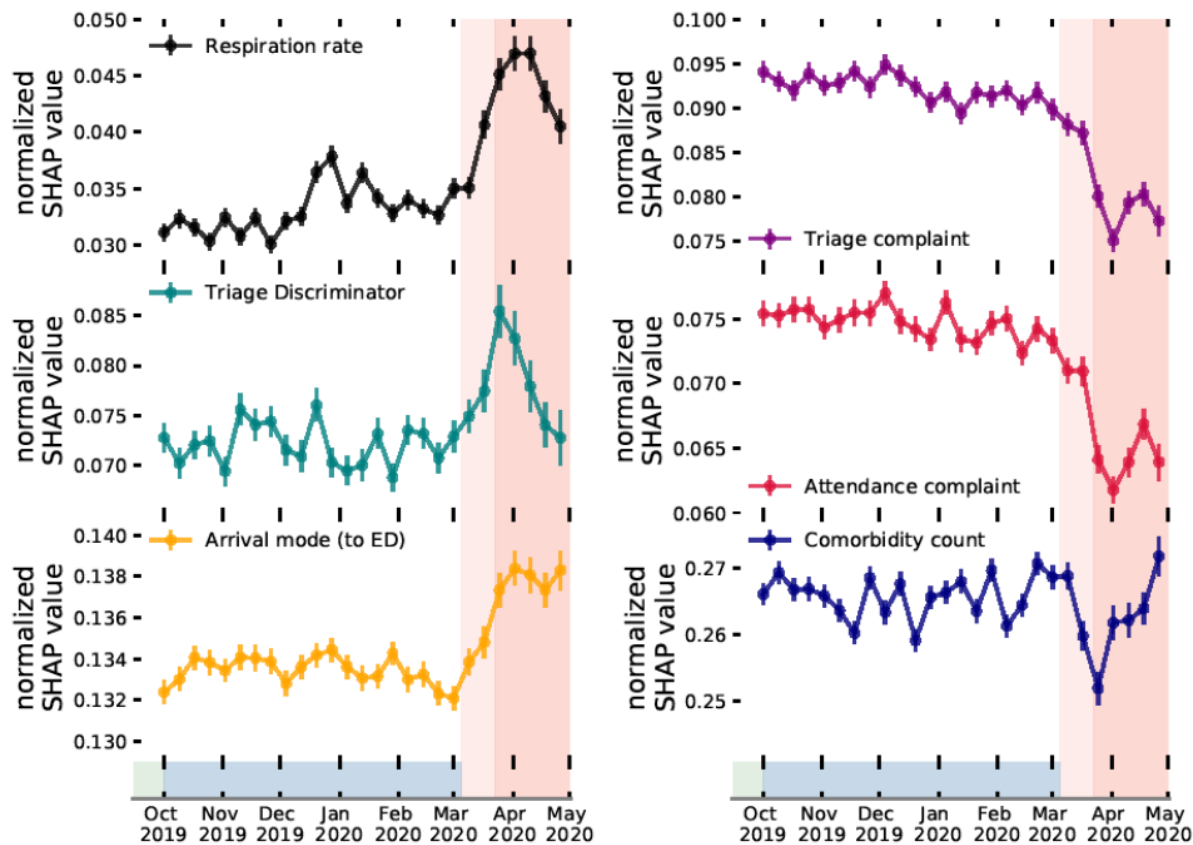 0.050
0.045
0.040
0.035
0.030
normalized
SHAP value
Respiration rate
0.085
0.080
0.075
0.070
normalized
SHAP value
Triage Discriminator
0.140
0.138
0.136
0.134
0.132
0.130
normalized
SHAP value
Arrival mode (to ED)
Oct Nov Dec Jan Feb Mar Apr May
2019 2019 2019 2020 2020 2020 2020 2020
0.100
0.095
0.090
0.085
0.080
0.075
normalized
SHAP value
Triage complaint
0.075
0.070
0.065
0.060
normalized
SHAP value
Attendance complaint
0.27
0.26
0.25
normalized
SHAP value
Comorbidity count
Oct Nov Dec Jan Feb Mar Apr May
2019 2019 2019 2020 2020 2020 2020 2020